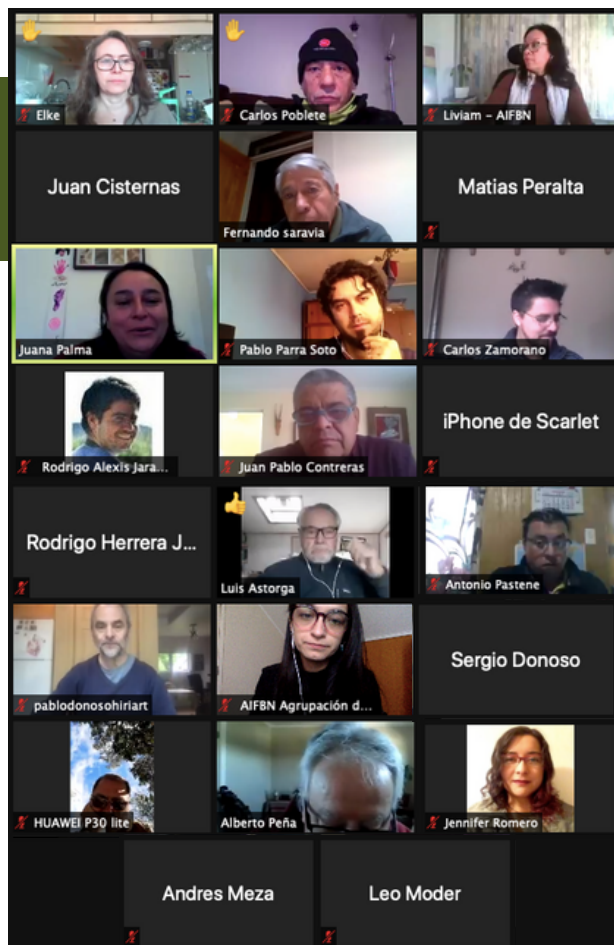 Elke
Carlos Poblete
Liviam - AIFBN
Juan Cisternas
Fernando saravia
Matias Peralta
Juana Palma
Pablo Parra Soto
Carlos Zamorano
Rodrigo Alexis Jara...
Juan Pablo Contreras
iPhone de Scarlet
Rodrigo Herrera J...
Luis Astorga
Antonio Pastene
pablodonosohiriart
AIFBN Agrupación d...
Sergio Donoso
HUAWEI P30 lite
Alberto Peña
Jennifer Romero
Andres Meza
Leo Moder